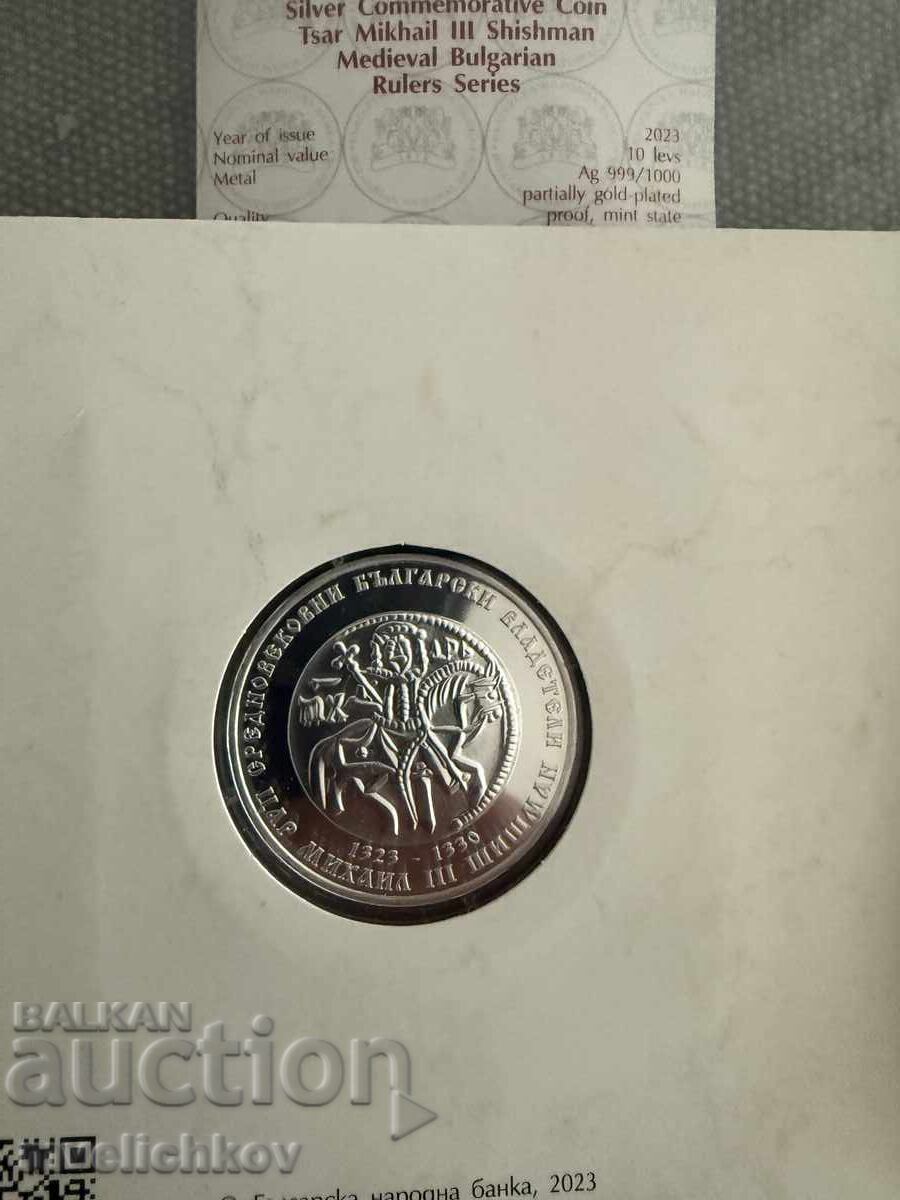 Silver Commemorative Coin
Tsar Mikhail III Shishman
Medieval Bulgarian
Rulers Series
Year of issue 2023
Nominal value 10 levs
Metal Ag 999/1000
partially gold-plated
Quality proof, mint state
СРЕДНОВЕКОВНИ БЪЛГАРСКИ ВЛАДЕТЕЛИ
ЦАР МИХАИЛ III ШИШМАН
1323 - 1330
BALKAN
auction
velichkov
© Българска народна банка, 2023